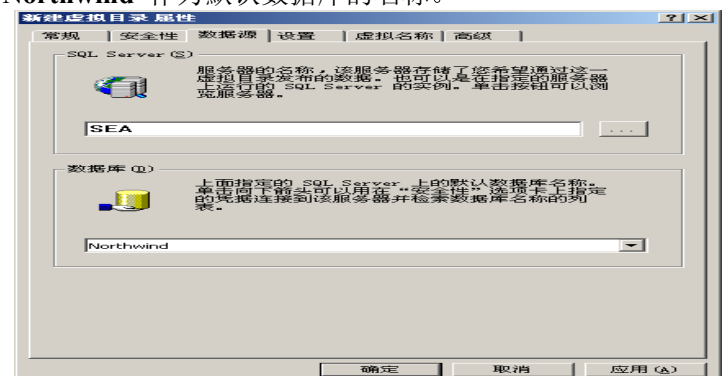 Northwind 作为默认数据库的名称。
新建虚拟目录 属性
常规 安全性 数据源 设置 虚拟名称 高级
SQL Server(S)
服务器的名称，该服务器存储了您希望通过这一
虚拟目录发布的数据。也可以是在指定的服务器
上运行的 SQL Server 的实例。单击按钮可以浏
览服务器。
SEA
...
数据库(D)
上面指定的 SQL Server 上的默认数据库名称。
单击向下箭头可以用在“安全性”选项卡上指定
的凭据连接到该服务器并检索数据库名称的列
表。
Northwind
确定 取消 应用(A)